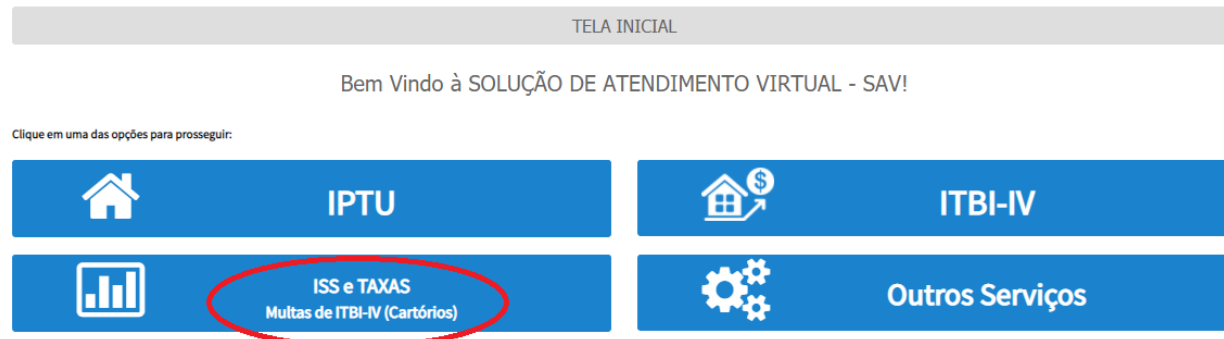 TELA INICIAL
Bem Vindo à SOLUÇÃO DE ATENDIMENTO VIRTUAL - SAV!
Clique em uma das opções para prosseguir:
IPTU
$
ITBI-IV
ISS e TAXAS
Multas de ITBI-IV (Cartórios)
Outros Serviços